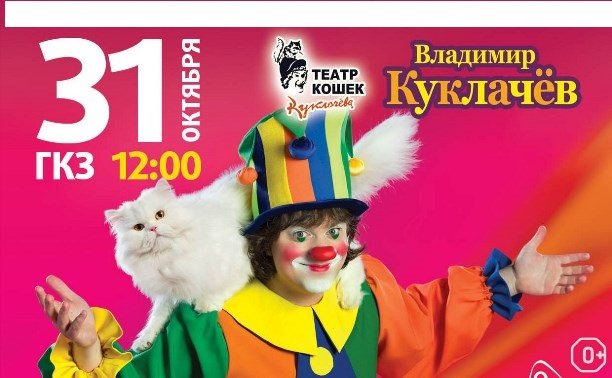 31
ОКТЯБРЯ
ГКЗ 12:00
ТЕАТР
КОШЕК
Куклачёва
Владимир
Куклачёв
0+